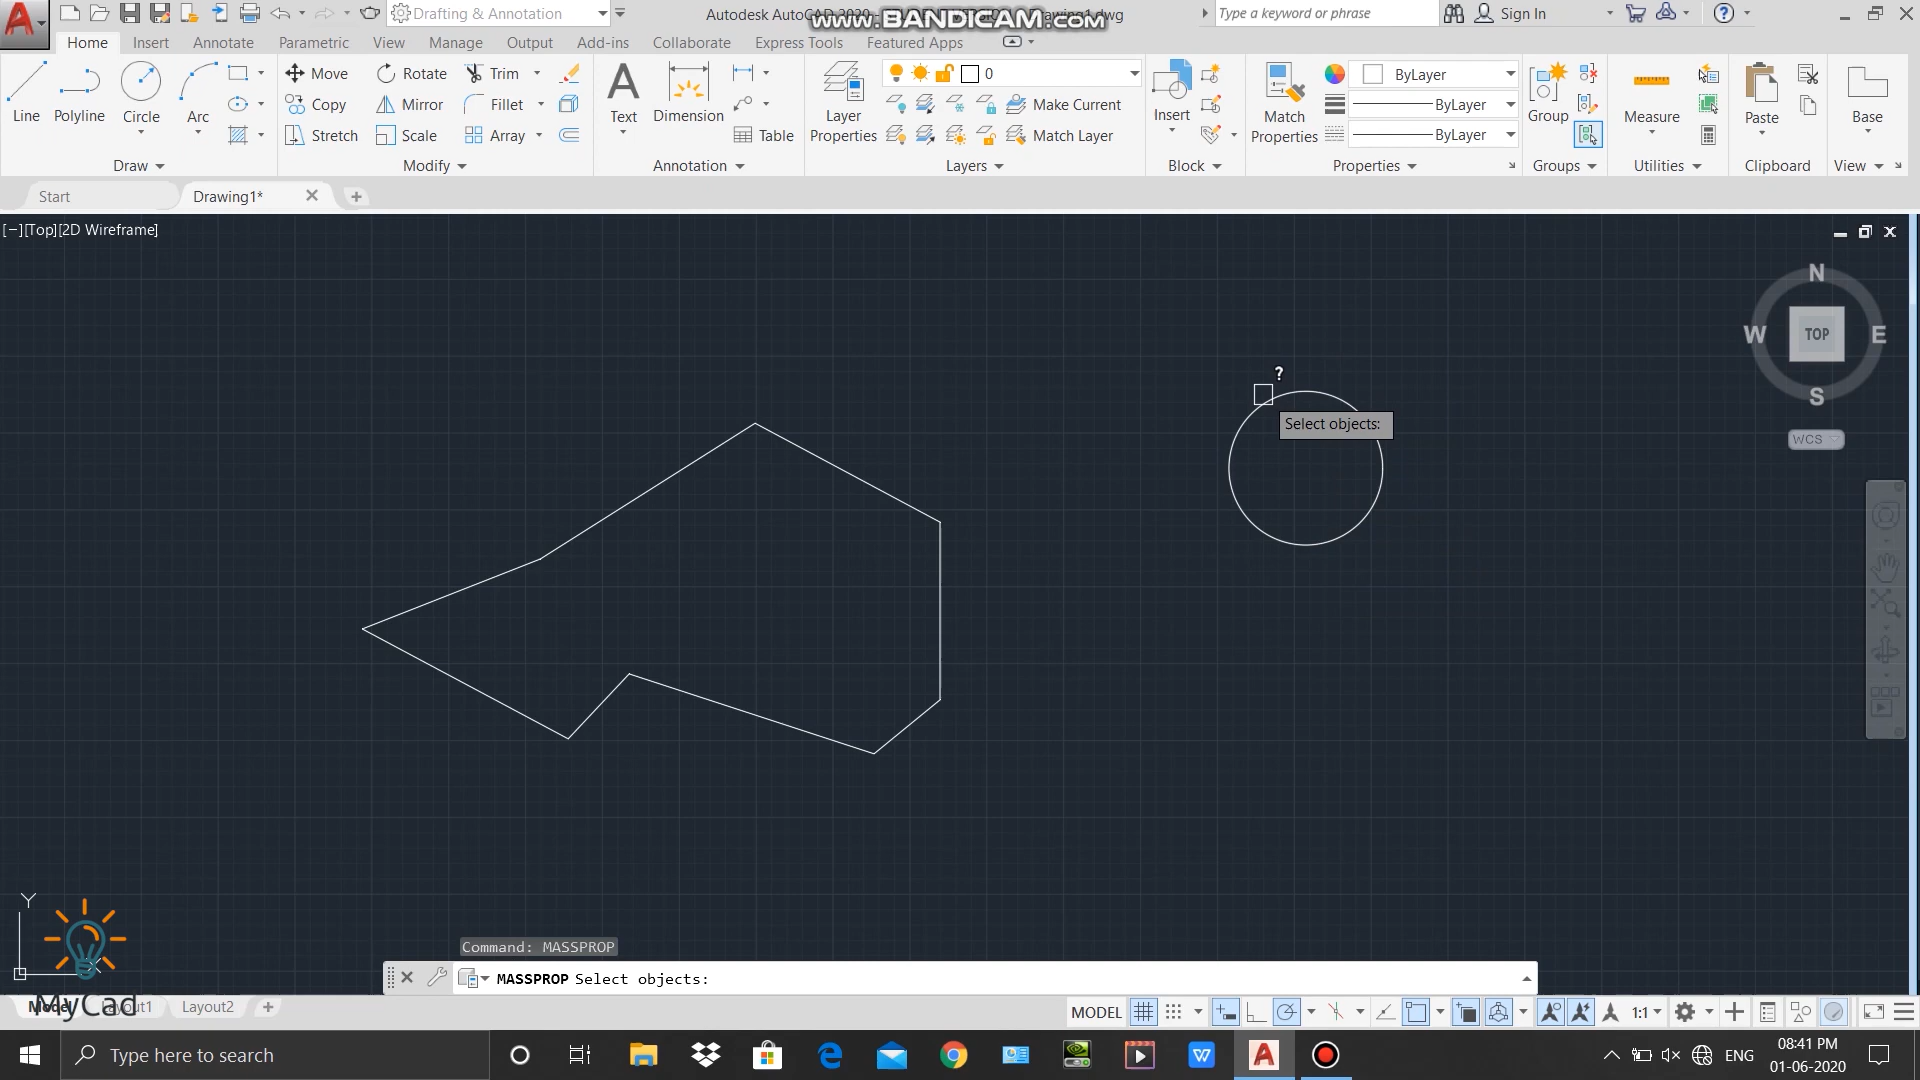 Drafting & Annotation
Autodesk AutoCAD 2020 - Drawing1.dwg
www.BANDICAM.com
Type a keyword or phrase
Sign In
Home Insert Annotate Parametric View Manage Output Add-ins Collaborate Express Tools Featured Apps
Line Polyline Circle Arc
Move Rotate Trim
Copy Mirror Fillet
Stretch Scale Array
Text Dimension Table
Layer Properties
0
Make Current
Match Layer
Insert
Match Properties
ByLayer
ByLayer
ByLayer
Group Measure Paste Base
Draw Modify Annotation Layers Block Properties Groups Utilities Clipboard View
Start Drawing1*
[−][Top][2D Wireframe]
N
W TOP E
S
WCS
?
Select objects:
Y
Command: MASSPROP
MASSPROP Select objects:
MyCad
Model Layout1 Layout2
MODEL 1:1
Type here to search
ENG
08:41 PM
01-06-2020